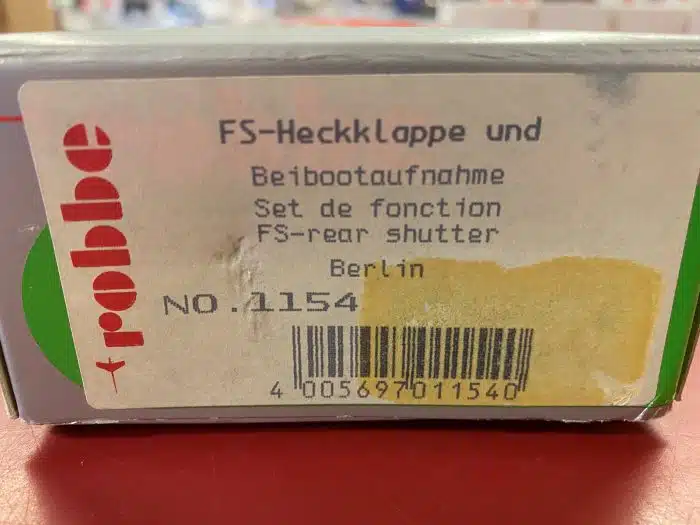 robbe
FS-Heckklappe und
Beibootaufnahme
Set de fonction
FS-rear shutter
Berlin
NO.1154
4 005697 011540